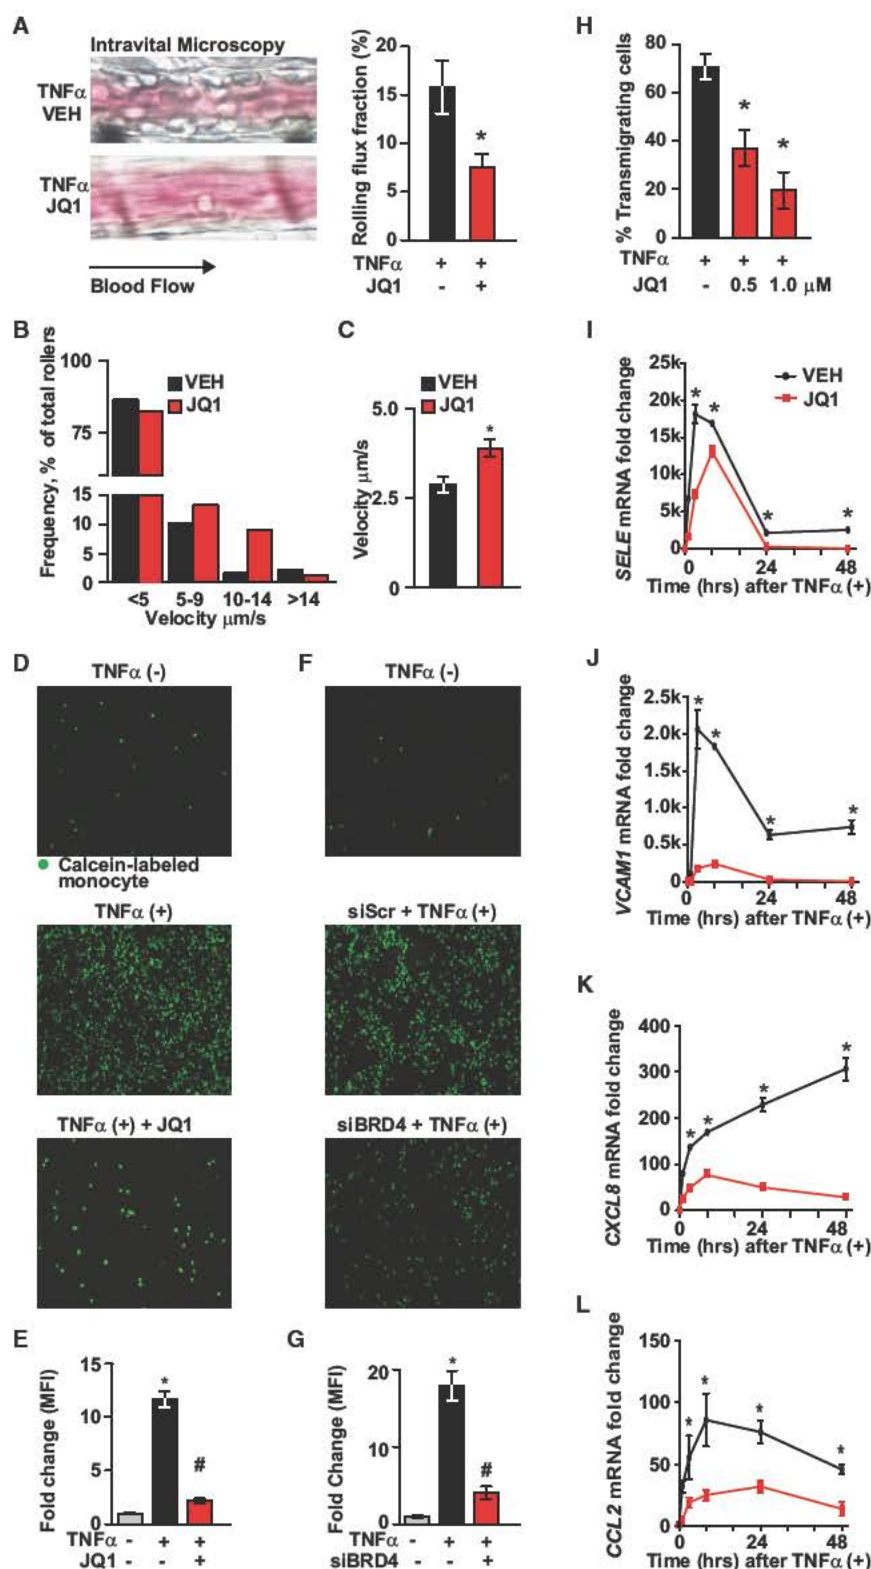 A
Intravital Microscopy
TNFα
VEH
TNFα
JQ1
Blood Flow
Rolling flux fraction (%)
20
15
10
5
0
*
TNFα + +
JQ1 - +
B
Frequency, % of total rollers
100
75
15
10
5
0
VEH
JQ1
<5 5-9 10-14 >14
Velocity μm/s
C
VEH
JQ1
Velocity μm/s
5.0
2.5
0
*
D
TNFα (-)
Calcein-labeled
monocyte
TNFα (+)
TNFα (+) + JQ1
F
TNFα (-)
siScr + TNFα (+)
siBRD4 + TNFα (+)
E
Fold change (MFI)
15
10
5
0
*
#
TNFα - + +
JQ1 - - +
G
Fold Change (MFI)
20
10
0
*
#
TNFα - + +
siBRD4 - - +
H
% Transmigrating cells
80
60
40
20
0
* *
TNFα + + +
JQ1 - 0.5 1.0 μM
I
SELE mRNA fold change
25k
20k
15k
10k
5k
0
VEH
JQ1
* * * *
0 24 48
Time (hrs) after TNFα (+)
J
VCAM1 mRNA fold change
2.5k
2.0k
1.5k
1.0k
0.5k
0
* * * *
0 24 48
Time (hrs) after TNFα (+)
K
CXCL8 mRNA fold change
400
300
200
100
0
* * * *
0 24 48
Time (hrs) after TNFα (+)
L
CCL2 mRNA fold change
150
100
50
0
* * * *
0 24 48
Time (hrs) after TNFα (+)